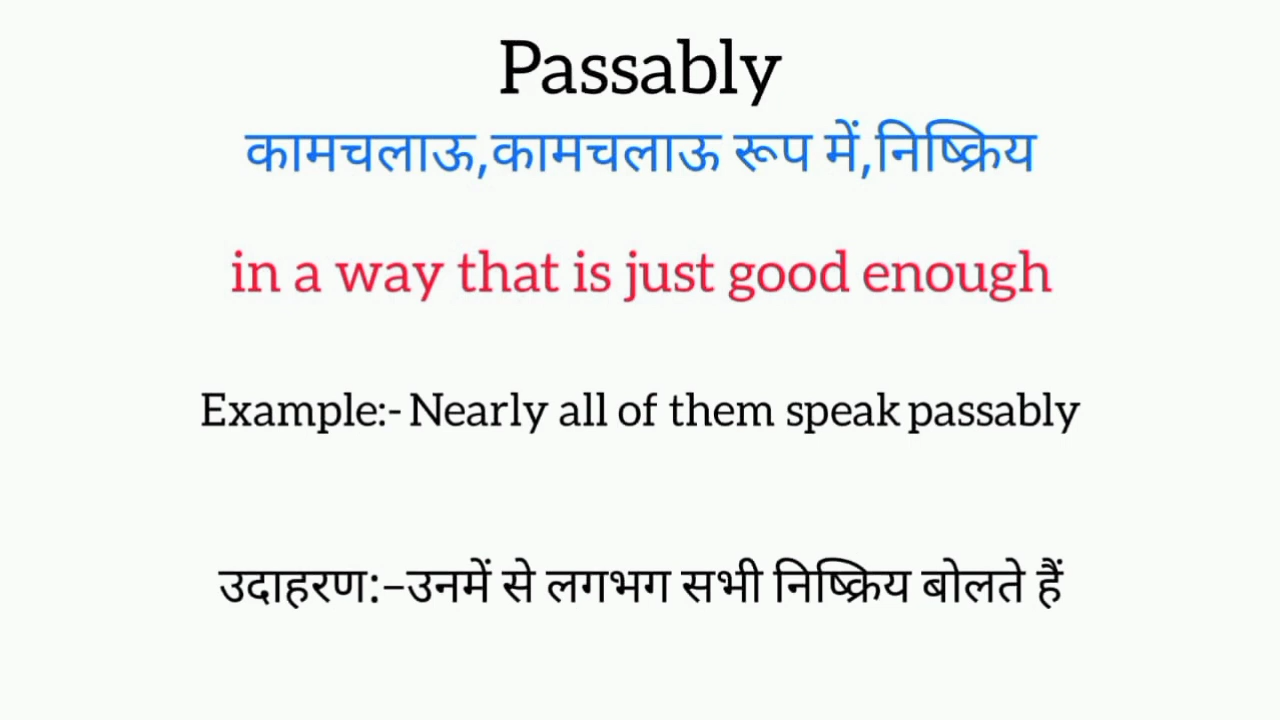 Passably
कामचलाऊ,कामचलाऊ रूप में,निष्क्रिय
in a way that is just good enough
Example:- Nearly all of them speak passably
उदाहरण:–उनमें से लगभग सभी निष्क्रिय बोलते हैं